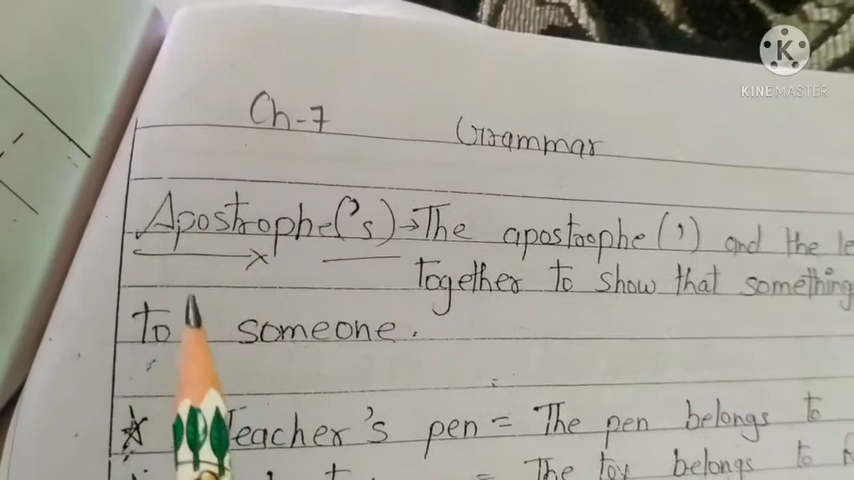 K
KINEMASTER
Ch-7 Grammar
Apostrophe('s)→The apostrophe (') and the
together to show that something
to someone.
Teacher's pen = The pen belongs to
= The toy belongs to